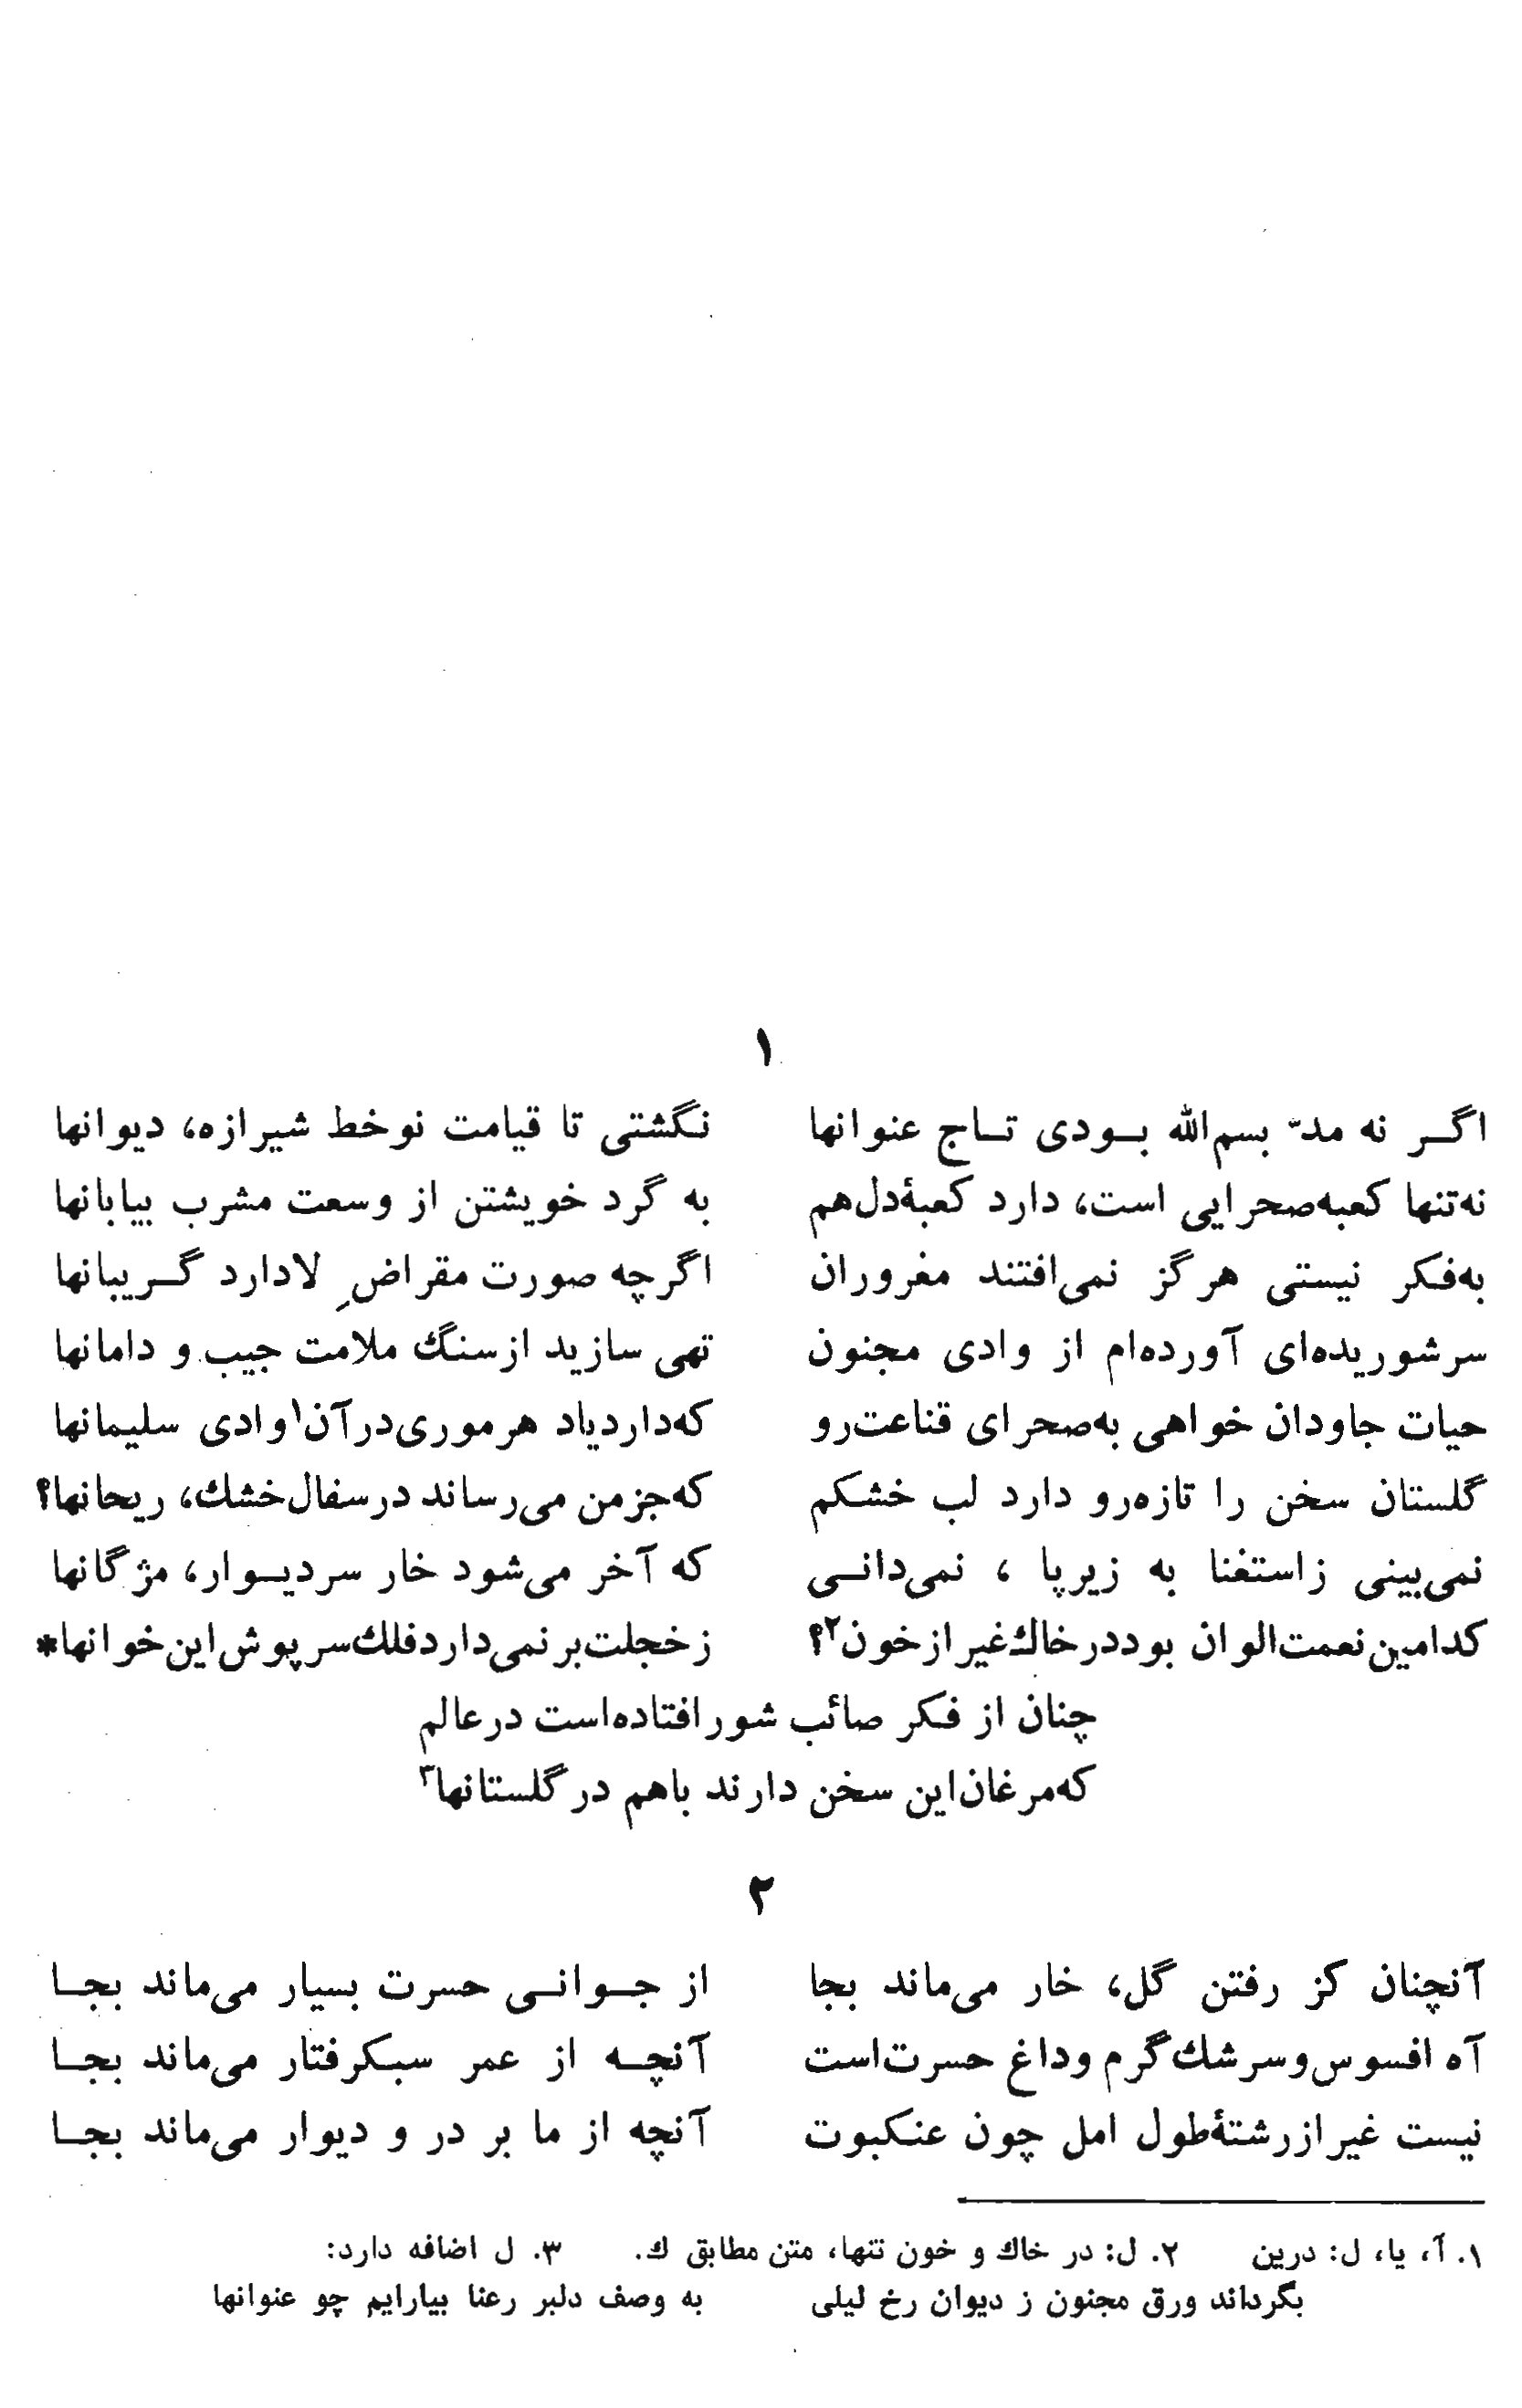 ۱
اگر نه مدّ بسم‌الله بودی تاج عنوانها	نگشتی تا قیامت نوخط شیرازه، دیوانها
نه‌تنها کعبه‌صحرایی است، دارد کعبهٔ‌دل‌هم	به گرد خویشتن از وسعت مشرب بیابانها
به‌فکر نیستی هرگز نمی‌افتند مغروران	اگرچه صورت مقراضِ لادارد گریبانها
سرشوریده‌ای آورده‌ام از وادی مجنون	تهی سازید ازسنگ ملامت جیب و دامانها
حیات جاودان خواهی به‌صحرای قناعت‌رو	که‌داردیاد هرموری‌درآن۱وادی سلیمانها
گلستان سخن را تازه‌رو دارد لب خشکم	که‌جزمن می‌رساند درسفال‌خشك، ریحانها؟
نمی‌بینی زاستغنا به زیرپا ، نمی‌دانی	که آخر می‌شود خار سردیوار، مژگانها
کدامین‌نعمت‌الوان بوددرخاك‌غیرازخون۲؟	زخجلت‌برنمی‌داردفلك‌سرپوش‌این‌خوانها*
چنان از فکر صائب شورافتاده‌است درعالم
که‌مرغان‌این سخن دارند باهم درگلستانها۳
۲
آنچنان کز رفتن گل، خار می‌ماند بجا	از جوانی حسرت بسیار می‌ماند بجا
آه افسوس‌وسرشك‌گرم وداغ حسرت‌است	آنچه از عمر سبکرفتار می‌ماند بجا
نیست غیرازرشتهٔ‌طول امل چون عنکبوت	آنچه از ما بر در و دیوار می‌ماند بجا
۱. آ، یا، ل: درین	۲. ل: در خاك و خون تنها، متن مطابق ك.	۳. ل اضافه دارد:
بگرداند ورق مجنون ز دیوان رخ لیلی	به وصف دلبر رعنا بیارایم چو عنوانها